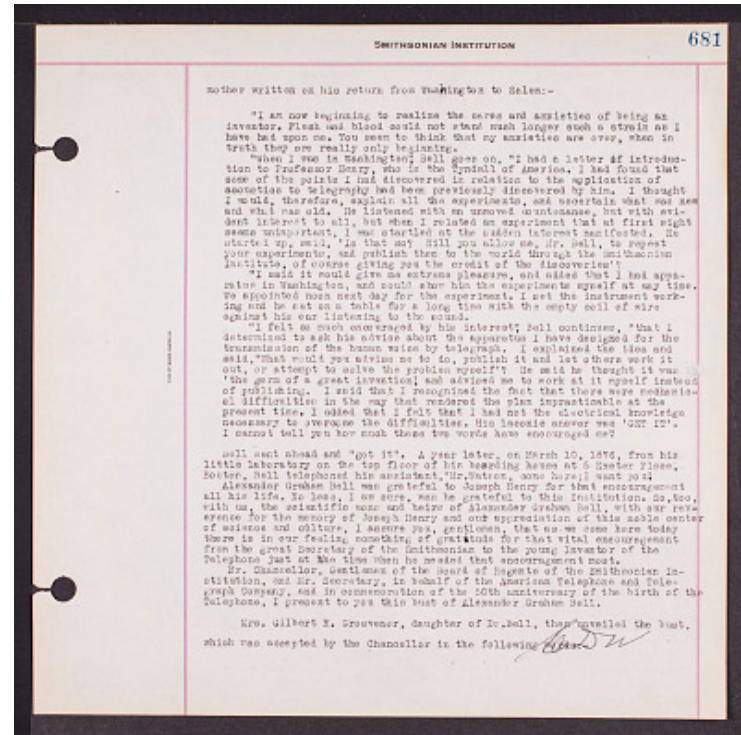 SMITHSONIAN INSTITUTION
681
mother written on his return from Washington to Salem:-
"I am now beginning to realize the cares and anxieties of being an
inventor. Flesh and blood could not stand much longer such a strain as I
have had upon me. You seem to think that my anxieties are over, when in
truth they are really only beginning.
"When I was in Washington", Bell goes on, "I had a letter of introduc-
tion to Professor Henry, who is the Tyndall of America. I had found that
some of the points I had discovered in relation to the application of
acoustics to telegraphy had been previously discovered by him. I thought
I would, therefore, explain all the experiments, and ascertain what was new
and what was old. He listened with an unmoved countenance, but with evi-
dent interest to all, but when I related an experiment that at first sight
seems unimportant, I was startled at the sudden interest manifested. He
started up, said, 'Is that so? Will you allow me, Mr. Bell, to repeat
your experiments, and publish them to the world through the Smithsonian
Institute, of course giving you the credit of the discoveries'?
"I said it would give me extreme pleasure, and added that I had appa-
ratus in Washington, and could show him the experiments myself at any time.
We appointed noon next day for the experiment. I set the instrument work-
ing and he sat on a table for a long time with the empty coil of wire
against his ear listening to the sound.
"I felt so much encouraged by his interest", Bell continues, "that I
determined to ask his advice about the apparatus I have designed for the
transmission of the human voice by telegraph. I explained the idea and
said, "What would you advise me to do, publish it and let others work it
out, or attempt to solve the problem myself'? He said he thought it was
'the germ of a great invention', and advised me to work at it myself instead
of publishing. I said that I recognized the fact that there were mechanic-
al difficulties in the way that rendered the plan impracticable at the
present time. I added that I felt that I had not the electrical knowledge
necessary to overcome the difficulties. His laconic answer was 'GET IT'.
I cannot tell you how much these two words have encouraged me"
Bell went ahead and "got it". A year later, on March 10, 1876, from his
little laboratory on the top floor of his boarding house at 5 Exeter Place,
Boston, Bell telephoned his assistant, "Mr. Watson, come here, I want you".
Alexander Graham Bell was grateful to Joseph Henry for that encouragement
all his life. No less, I am sure, was he grateful to this Institution. So, too,
with us, the scientific sons and heirs of Alexander Graham Bell, with our rev-
erence for the memory of Joseph Henry and our appreciation of this noble center
of science and culture, I assure you, gentlemen, that as we come here today
there is in our feeling something of gratitude for that vital encouragement
from the great Secretary of the Smithsonian to the young Inventor of the
Telephone just at the time when he needed that encouragement most.
Mr. Chancellor, Gentlemen of the Board of Regents of the Smithsonian In-
stitution, and Mr. Secretary, in behalf of the American Telephone and Tele-
graph Company, and in commemoration of the 50th anniversary of the birth of the
Telephone, I present to you this bust of Alexander Graham Bell.
Mrs. Gilbert H. Grosvenor, daughter of Dr. Bell, then unveiled the bust,
which was accepted by the Chancellor in the following